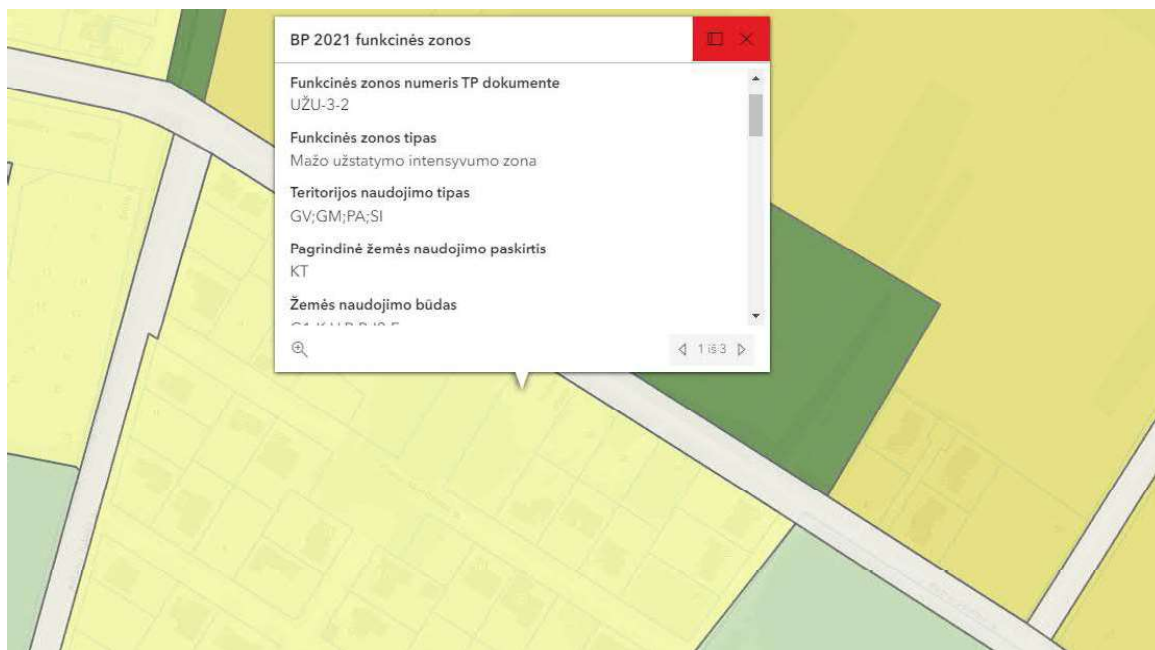 BP 2021 funkcinės zonos
Funkcinės zonos numeris TP dokumente
UŽU-3-2
Funkcinės zonos tipas
Mažo užstatymo intensyvumo zona
Teritorijos naudojimo tipas
GV;GM;PA;SI
Pagrindinė žemės naudojimo paskirtis
KT
Žemės naudojimo būdas
1 iš 3